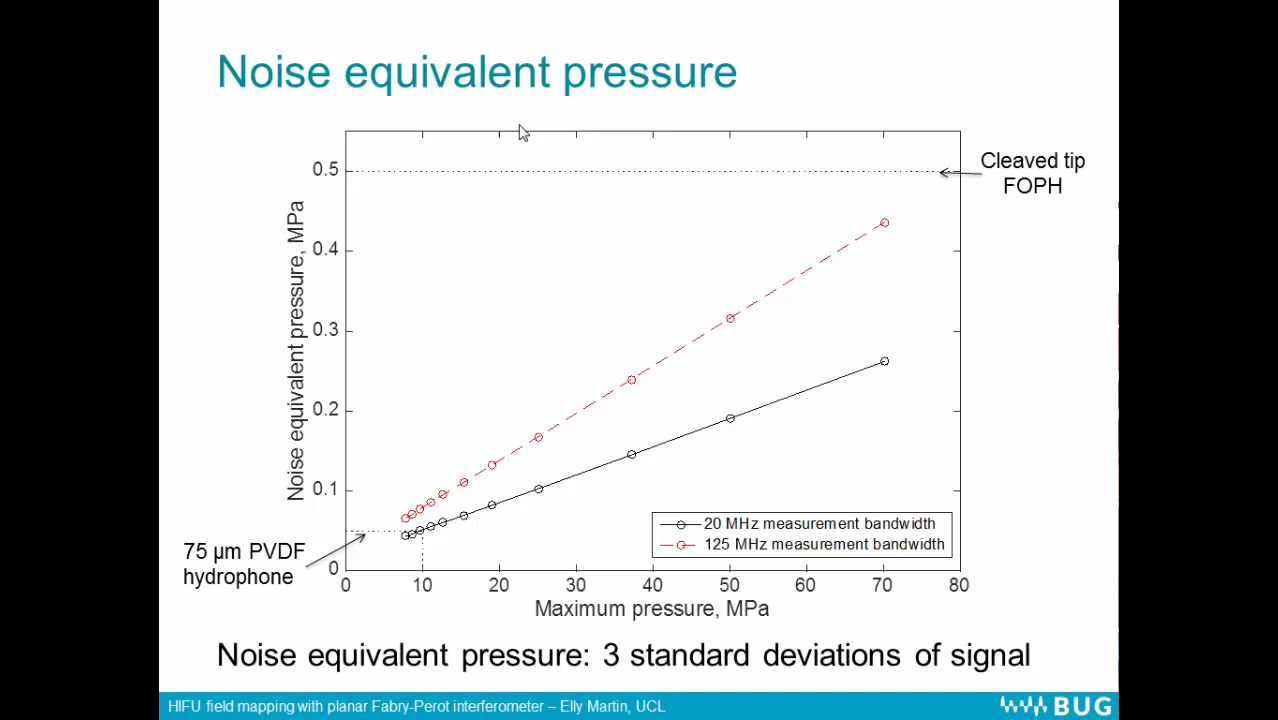 Noise equivalent pressure
Cleaved tip
FOPH
Noise equivalent pressure, MPa
0.5
0.4
0.3
0.2
0.1
0
75 µm PVDF
hydrophone
20 MHz measurement bandwidth
125 MHz measurement bandwidth
0 10 20 30 40 50 60 70 80
Maximum pressure, MPa
Noise equivalent pressure: 3 standard deviations of signal
HIFU field mapping with planar Fabry-Perot interferometer – Elly Martin, UCL
BUG